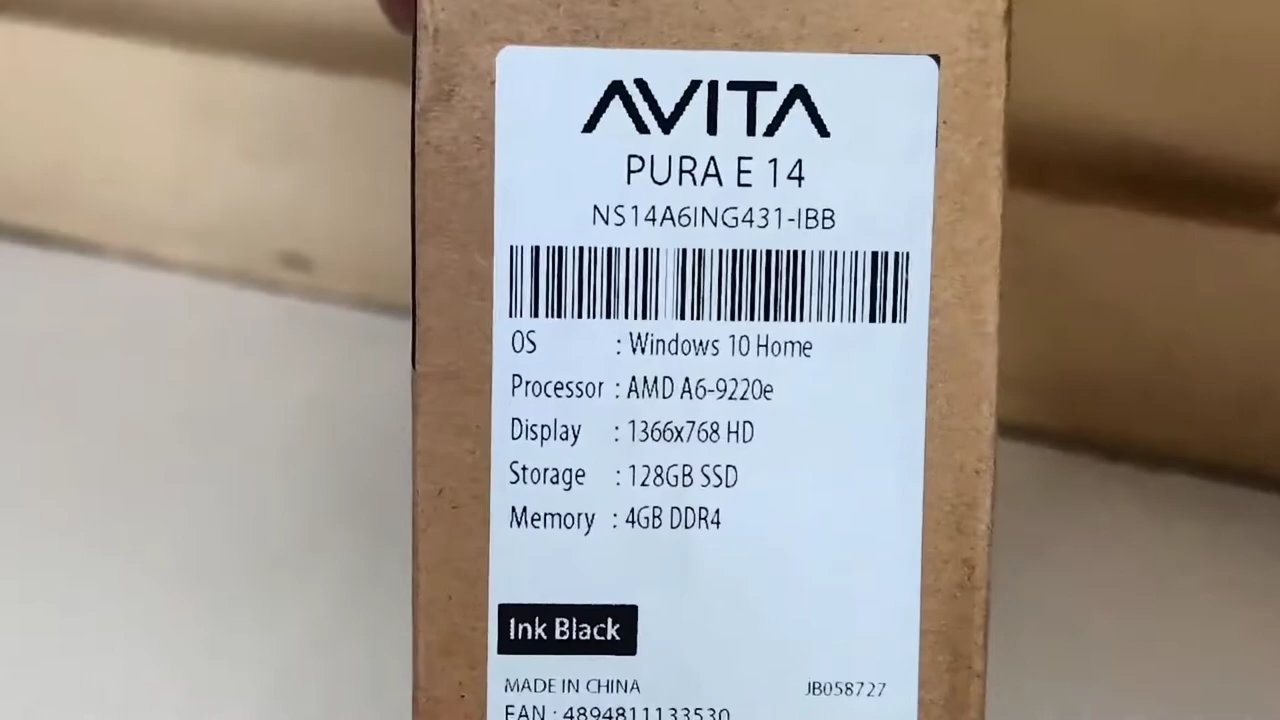 AVITA
PURA E 14
NS14A6ING431-IBB
OS : Windows 10 Home
Processor : AMD A6-9220e
Display : 1366x768 HD
Storage : 128GB SSD
Memory : 4GB DDR4
Ink Black
MADE IN CHINA JB058727
EAN : 4894811133530